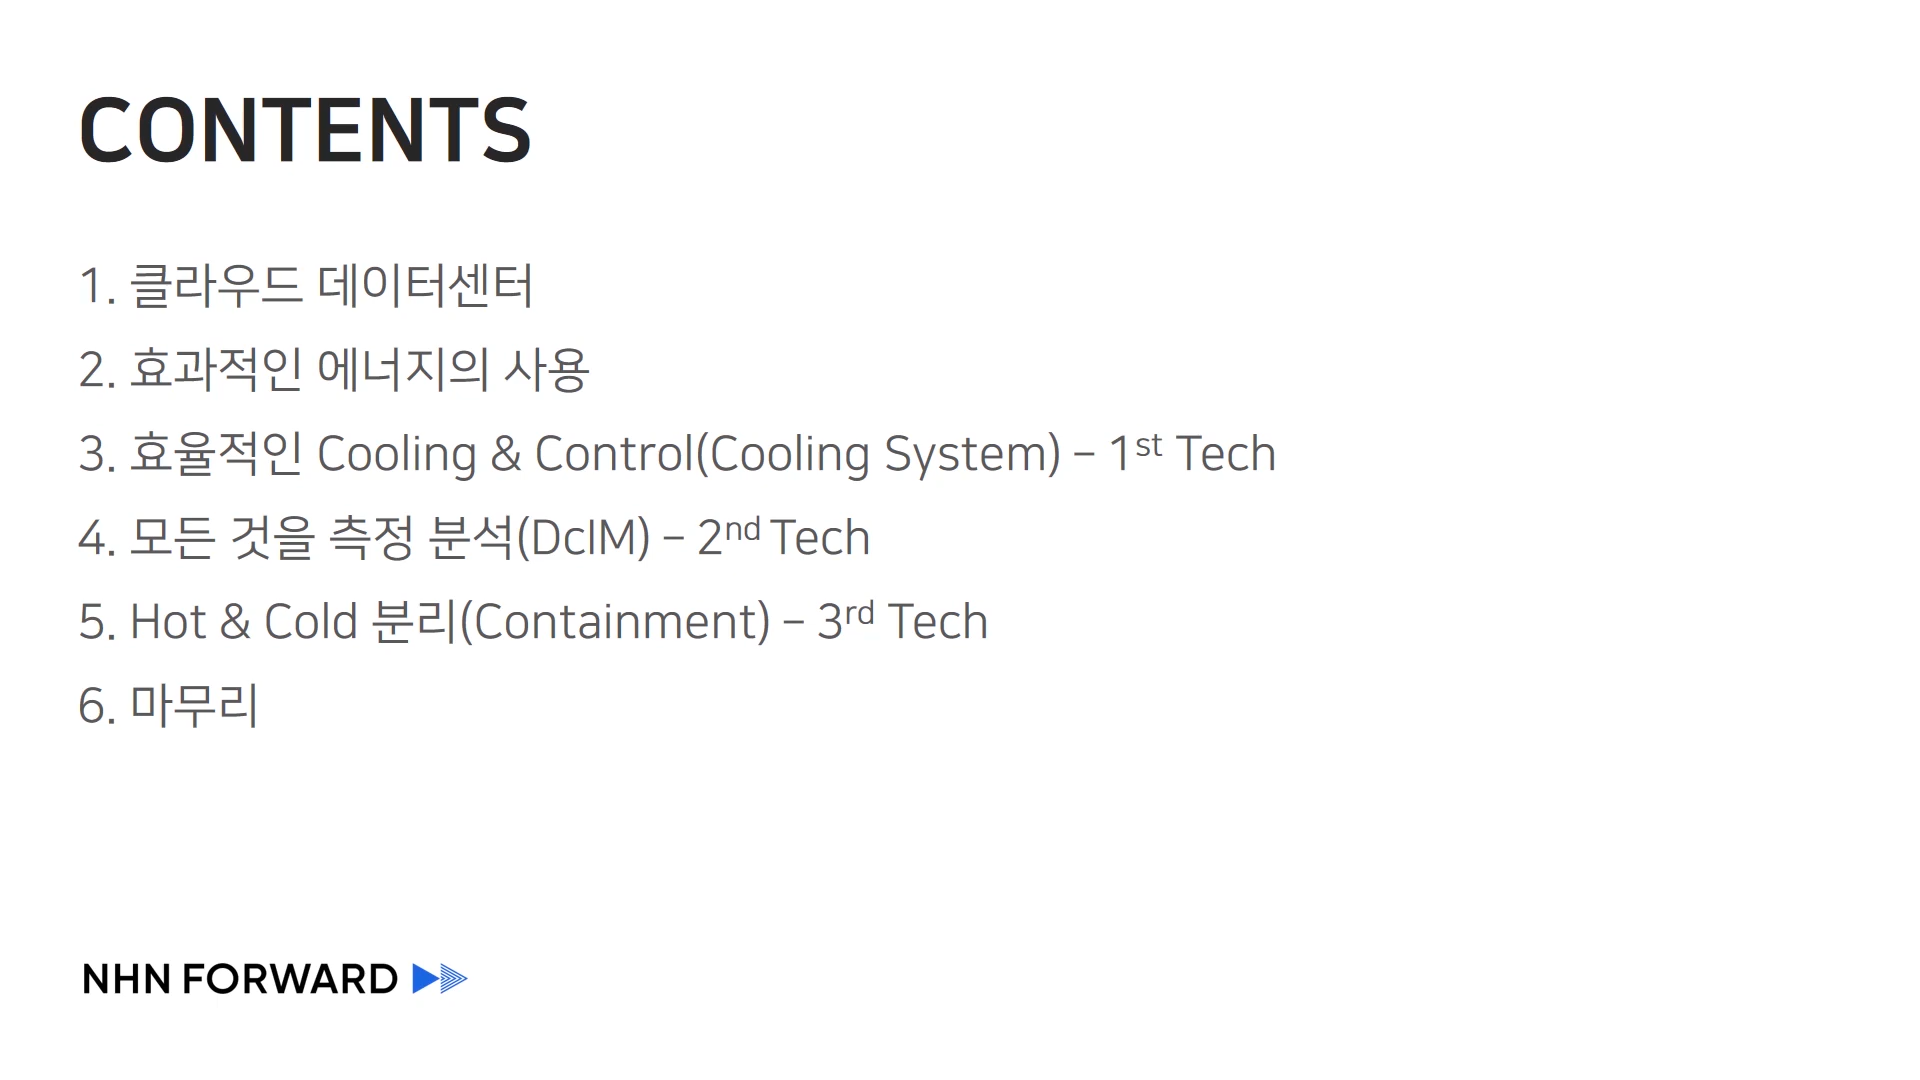 CONTENTS
1. 클라우드 데이터센터
2. 효과적인 에너지의 사용
3. 효율적인 Cooling & Control(Cooling System) – 1st Tech
4. 모든 것을 측정 분석(DcIM) – 2nd Tech
5. Hot & Cold 분리(Containment) – 3rd Tech
6. 마무리
NHN FORWARD